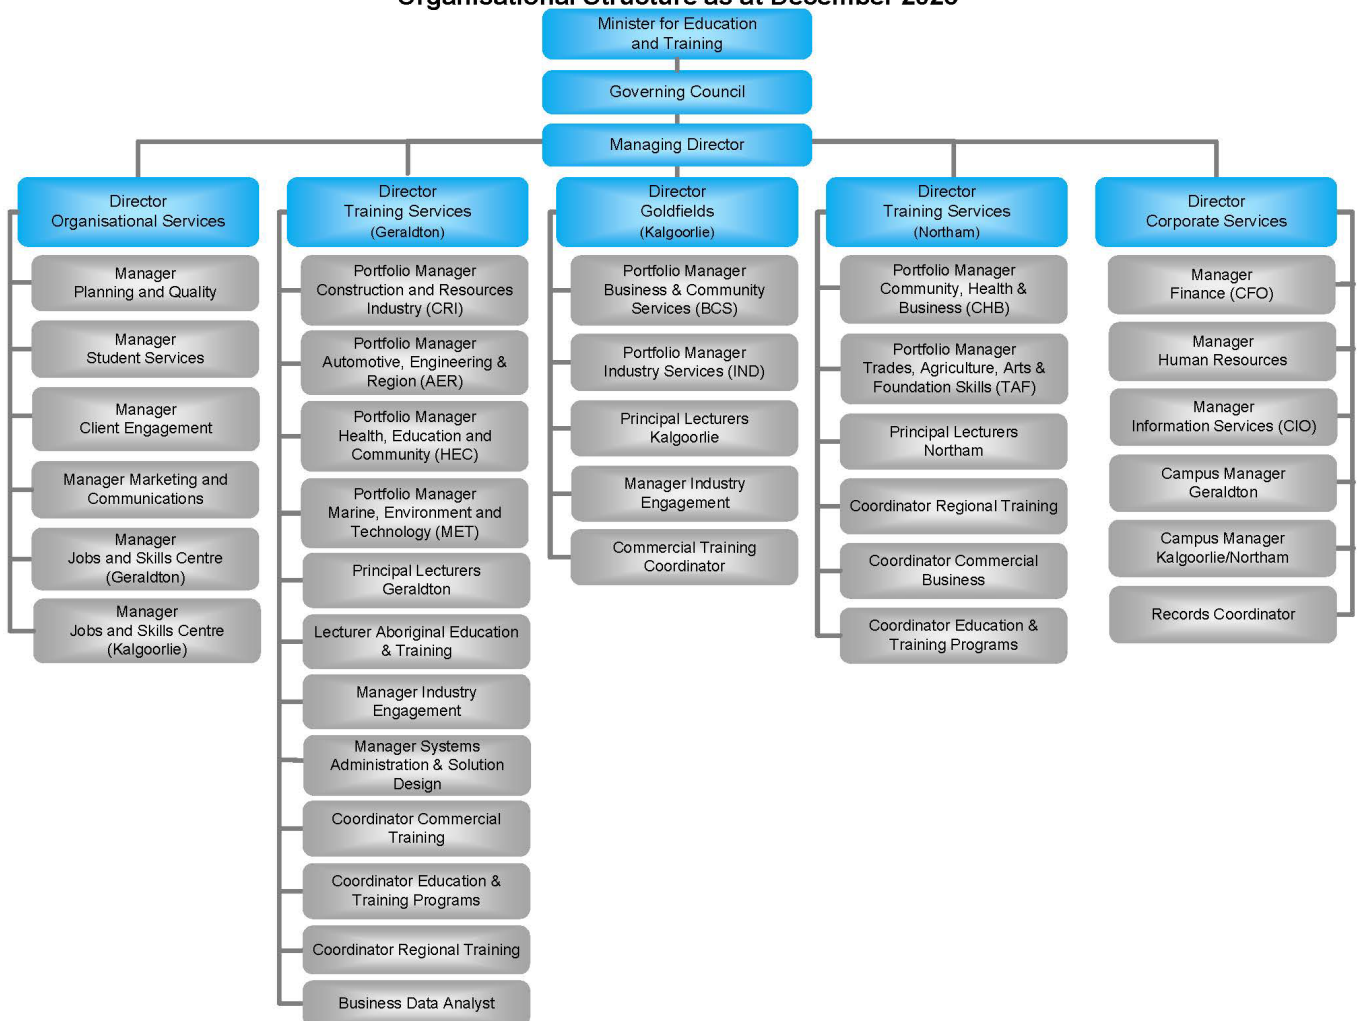 Organisational Structure as at December
Minister for Education
and Training
Governing Council
Managing Director
Director
Organisational Services
Manager
Planning and Quality
Manager
Student Services
Manager
Client Engagement
Manager Marketing and
Communications
Manager
Jobs and Skills Centre
(Geraldton)
Manager
Jobs and Skills Centre
(Kalgoorlie)
Director
Training Services
(Geraldton)
Portfolio Manager
Construction and Resources
Industry (CRI)
Portfolio Manager
Automotive, Engineering &
Region (AER)
Portfolio Manager
Health, Education and
Community (HEC)
Portfolio Manager
Marine, Environment and
Technology (MET)
Principal Lecturers
Geraldton
Lecturer Aboriginal Education
& Training
Manager Industry
Engagement
Manager Systems
Administration & Solution
Design
Coordinator Commercial
Training
Coordinator Education &
Training Programs
Coordinator Regional Training
Business Data Analyst
Director
Goldfields
(Kalgoorlie)
Portfolio Manager
Business & Community
Services (BCS)
Portfolio Manager
Industry Services (IND)
Principal Lecturers
Kalgoorlie
Manager Industry
Engagement
Commercial Training
Coordinator
Director
Training Services
(Northam)
Portfolio Manager
Community, Health &
Business (CHB)
Portfolio Manager
Trades, Agriculture, Arts &
Foundation Skills (TAF)
Principal Lecturers
Northam
Coordinator Regional Training
Coordinator Commercial
Business
Coordinator Education &
Training Programs
Director
Corporate Services
Manager
Finance (CFO)
Manager
Human Resources
Manager
Information Services (CIO)
Campus Manager
Geraldton
Campus Manager
Kalgoorlie/Northam
Records Coordinator